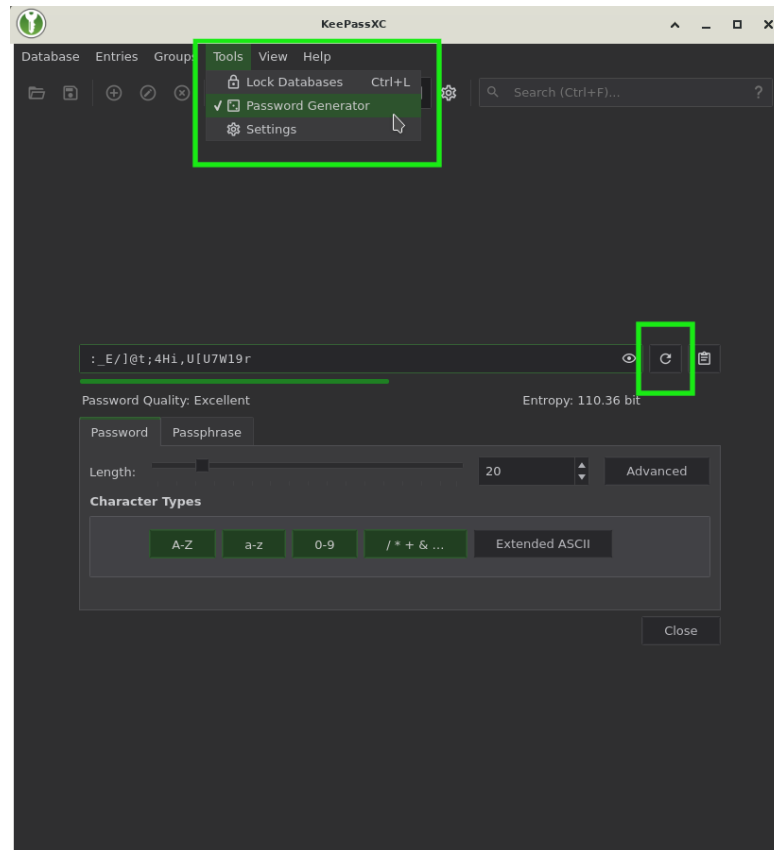 KeePassXC
Database Entries Groups Tools View Help
Lock Databases Ctrl+L
Search (Ctrl+F)... ?
Password Generator
Settings
:_E/]@t;4Hi,U[U7W19r
Password Quality: Excellent Entropy: 110.36 bit
Password Passphrase
Length: 20 Advanced
Character Types
A-Z a-z 0-9 / * + & ... Extended ASCII
Close